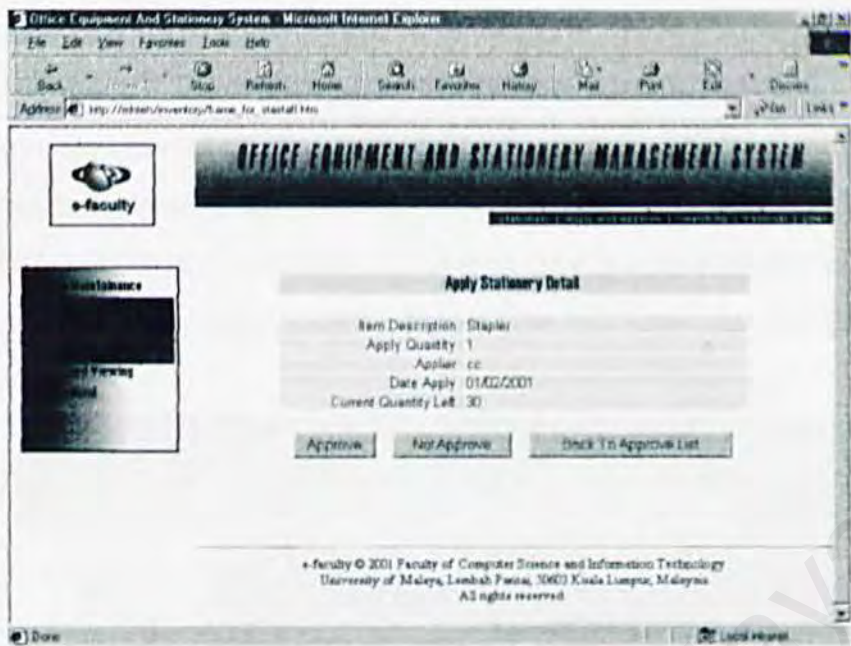 Office Equipment And Stationery System - Microsoft Internet Explorer
File Edit View Favorites Tools Help
Back Stop Refresh Home Search Favorites History Mail Print Edit Discuss
Address Go Links
OFFICE EQUIPMENT AND STATIONERY MANAGEMENT SYSTEM
e-faculty
Maintainance
Viewing
Apply Stationery Detail
Item Description Stapler
Apply Quantity 1
Applier cc
Date Apply 01/02/2001
Current Quantity Left 30
Approve Not Approve Back To Approve List
e-faculty © 2001 Faculty of Computer Science and Information Technology
University of Malaya, Lembah Pantai, 50603 Kuala Lumpur, Malaysia
All rights reserved
Done Local intranet